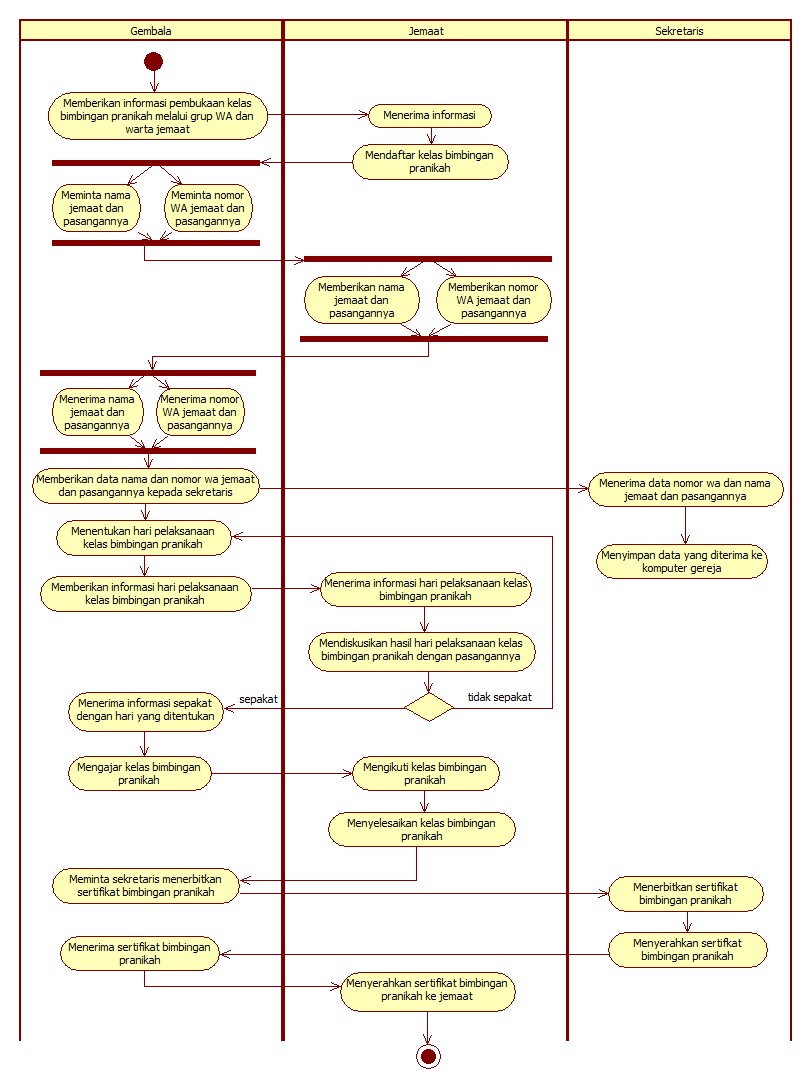 Gembala
Jemaat
Sekretaris
Memberikan informasi pembukaan kelas
bimbingan pranikah melalui grup WA dan
warta jemaat
Menerima informasi
Mendaftar kelas bimbingan
pranikah
Meminta nama
jemaat dan
pasangannya
Meminta nomor
WA jemaat dan
pasangannya
Memberikan nama
jemaat dan
pasangannya
Memberikan nomor
WA jemaat dan
pasangannya
Menerima nama
jemaat dan
pasangannya
Menerima nomor
WA jemaat dan
pasangannya
Memberikan data nama dan nomor wa jemaat
dan pasangannya kepada sekretaris
Menerima data nomor wa dan nama
jemaat dan pasangannya
Menentukan hari pelaksanaan
kelas bimbingan pranikah
Menyimpan data yang diterima ke
komputer gereja
Memberikan informasi hari pelaksanaan
kelas bimbingan pranikah
Menerima informasi hari pelaksanaan kelas
bimbingan pranikah
Mendiskusikan hasil hari pelaksanaan kelas
bimbingan pranikah dengan pasangannya
sepakat
tidak sepakat
Menerima informasi sepakat
dengan hari yang ditentukan
Mengajar kelas bimbingan
pranikah
Mengikuti kelas bimbingan
pranikah
Menyelesaikan kelas bimbingan
pranikah
Meminta sekretaris menerbitkan
sertifikat bimbingan pranikah
Menerbitkan sertifikat
bimbingan pranikah
Menyerahkan sertifkat
bimbingan pranikah
Menerima sertifikat bimbingan
pranikah
Menyerahkan sertifikat bimbingan
pranikah ke jemaat